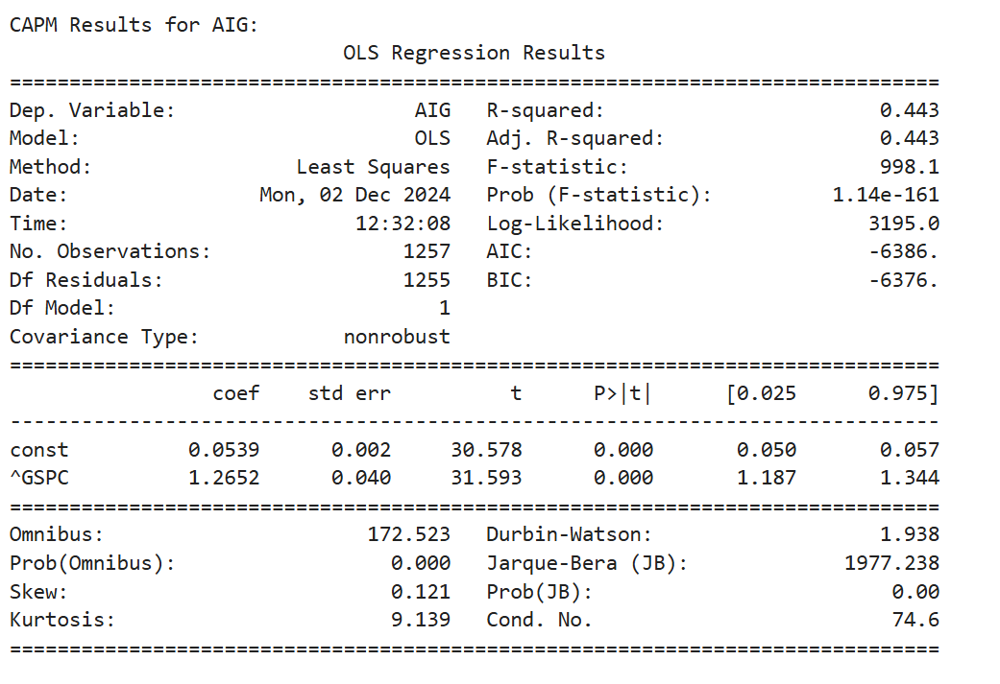 CAPM Results for AIG:
                            OLS Regression Results
==============================================================================
Dep. Variable:                    AIG   R-squared:                       0.443
Model:                            OLS   Adj. R-squared:                  0.443
Method:                 Least Squares   F-statistic:                     998.1
Date:                Mon, 02 Dec 2024   Prob (F-statistic):          1.14e-161
Time:                        12:32:08   Log-Likelihood:                 3195.0
No. Observations:                1257   AIC:                            -6386.
Df Residuals:                    1255   BIC:                            -6376.
Df Model:                           1
Covariance Type:            nonrobust
==============================================================================
                 coef    std err          t      P>|t|      [0.025      0.975]
------------------------------------------------------------------------------
const          0.0539      0.002     30.578      0.000       0.050       0.057
^GSPC          1.2652      0.040     31.593      0.000       1.187       1.344
==============================================================================
Omnibus:                      172.523   Durbin-Watson:                   1.938
Prob(Omnibus):                  0.000   Jarque-Bera (JB):             1977.238
Skew:                           0.121   Prob(JB):                         0.00
Kurtosis:                       9.139   Cond. No.                         74.6
==============================================================================